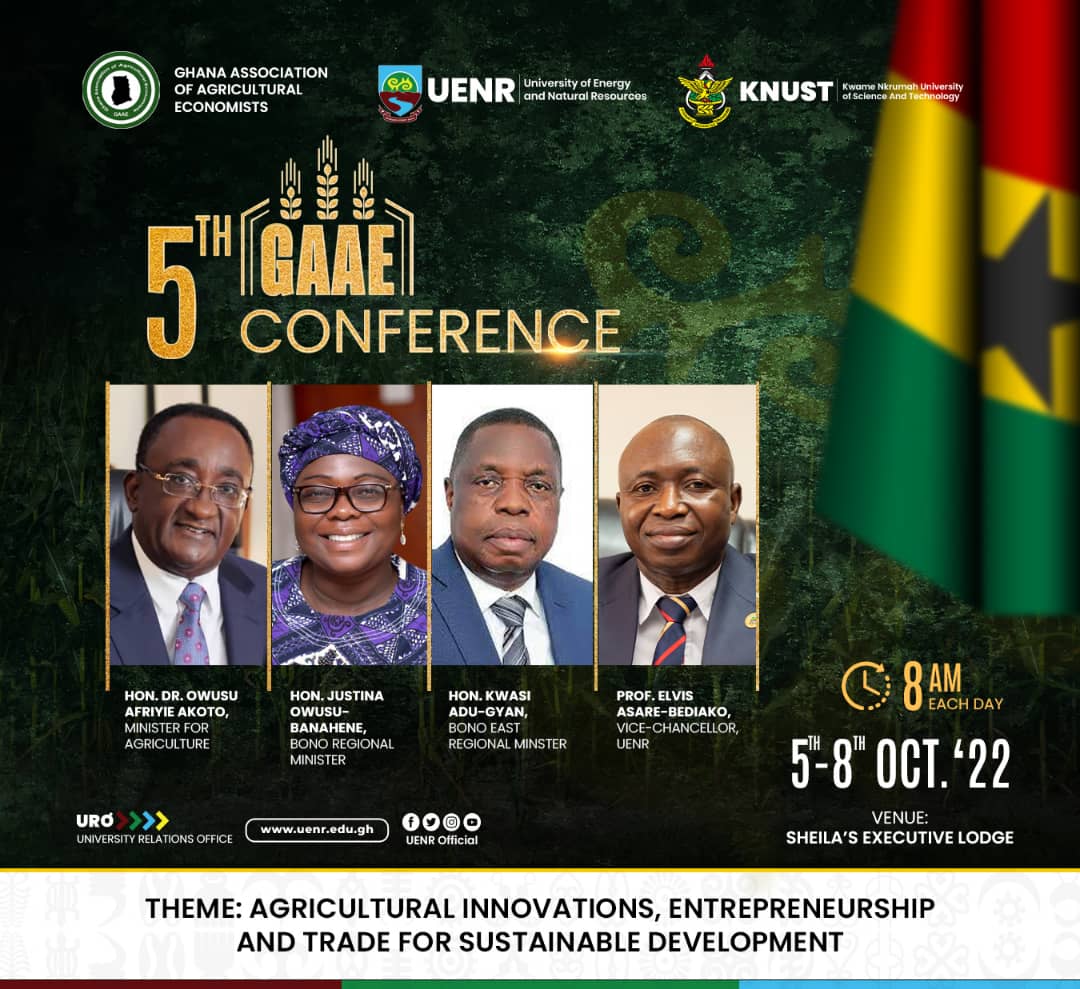 GHANA ASSOCIATION
OF AGRICULTURAL
ECONOMISTS
GAAE
UENR
University of Energy
and Natural Resources
KNUST
Kwame Nkrumah University
of Science And Technology
5TH
GAAE
CONFERENCE
HON. DR. OWUSU
AFRIYIE AKOTO,
MINISTER FOR
AGRICULTURE
HON. JUSTINA
OWUSU-
BANAHENE,
BONO REGIONAL
MINISTER
HON. KWASI
ADU-GYAN,
BONO EAST
REGIONAL MINSTER
PROF. ELVIS
ASARE-BEDIAKO,
VICE-CHANCELLOR,
UENR
8 AM
EACH DAY
5TH-8TH OCT. ‘22
VENUE:
SHEILA’S EXECUTIVE LODGE
URO
UNIVERSITY RELATIONS OFFICE
www.uenr.edu.gh
UENR Official
THEME: AGRICULTURAL INNOVATIONS, ENTREPRENEURSHIP
AND TRADE FOR SUSTAINABLE DEVELOPMENT